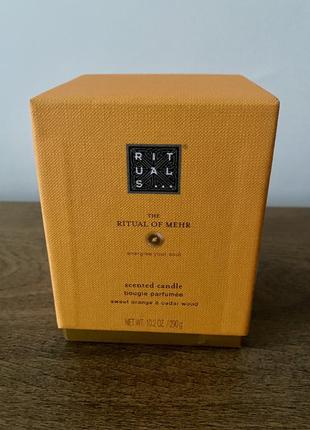 RIT
UAL
S...®
THE
RITUAL OF MEHR
energise your soul
scented candle
bougie parfumée
sweet orange & cedar wood
NET WT. 10.2 OZ. / 290 g